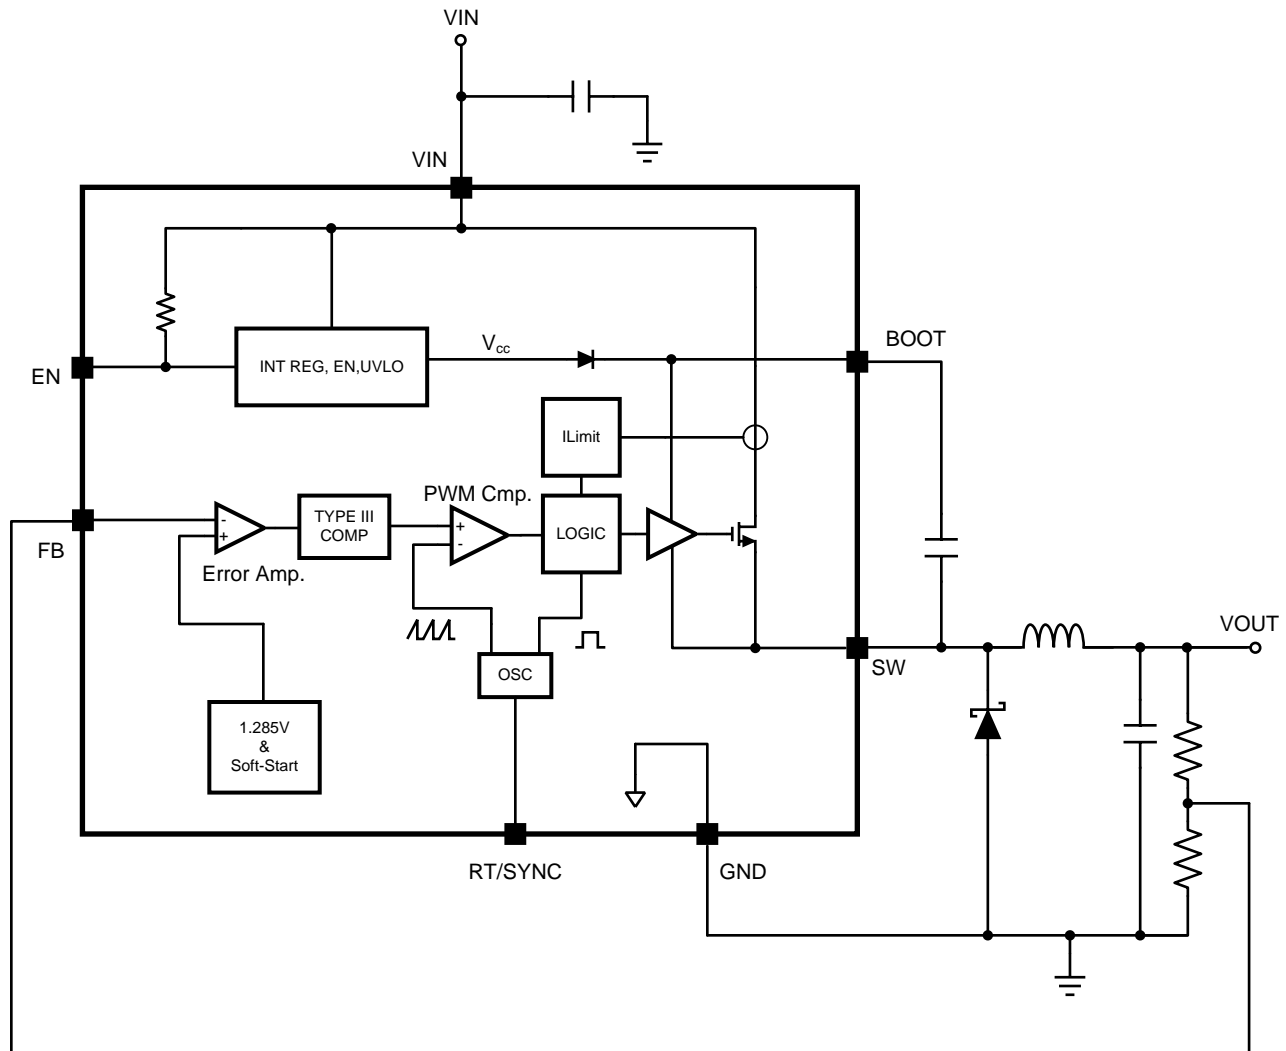 VIN
VIN
BOOT
V_cc
EN
INT REG, EN,UVLO
ILimit
PWM Cmp.
FB
-
+
TYPE III
COMP
+
-
LOGIC
Error Amp.
VOUT
SW
OSC
1.285V
&
Soft-Start
RT/SYNC
GND